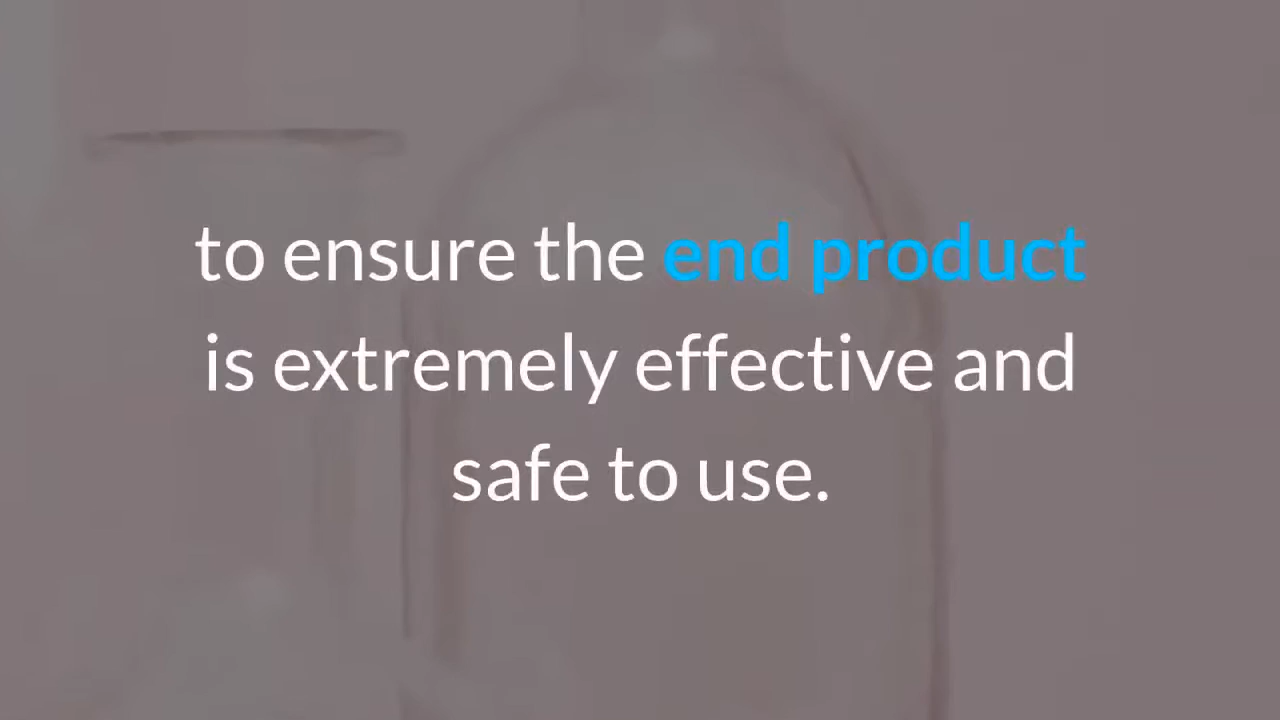 to ensure the end product
is extremely effective and
safe to use.